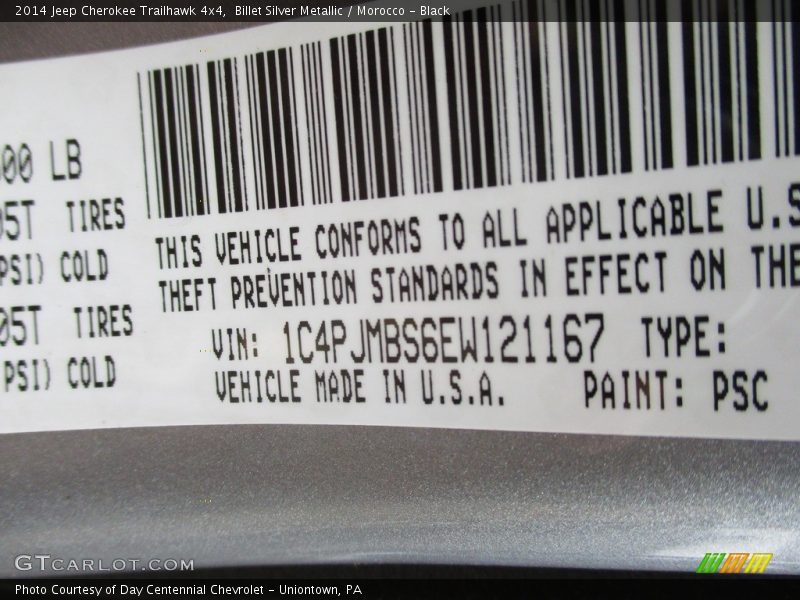 2014 Jeep Cherokee Trailhawk 4x4, Billet Silver Metallic / Morocco - Black
00 LB
05T TIRES
PSI) COLD
05T TIRES
PSI) COLD
THIS VEHICLE CONFORMS TO ALL APPLICABLE U.S
THEFT PREVENTION STANDARDS IN EFFECT ON THE
VIN: 1C4PJMBS6EW121167 TYPE:
VEHICLE MADE IN U.S.A. PAINT: PSC
GTCARLOT.COM
Photo Courtesy of Day Centennial Chevrolet - Uniontown, PA